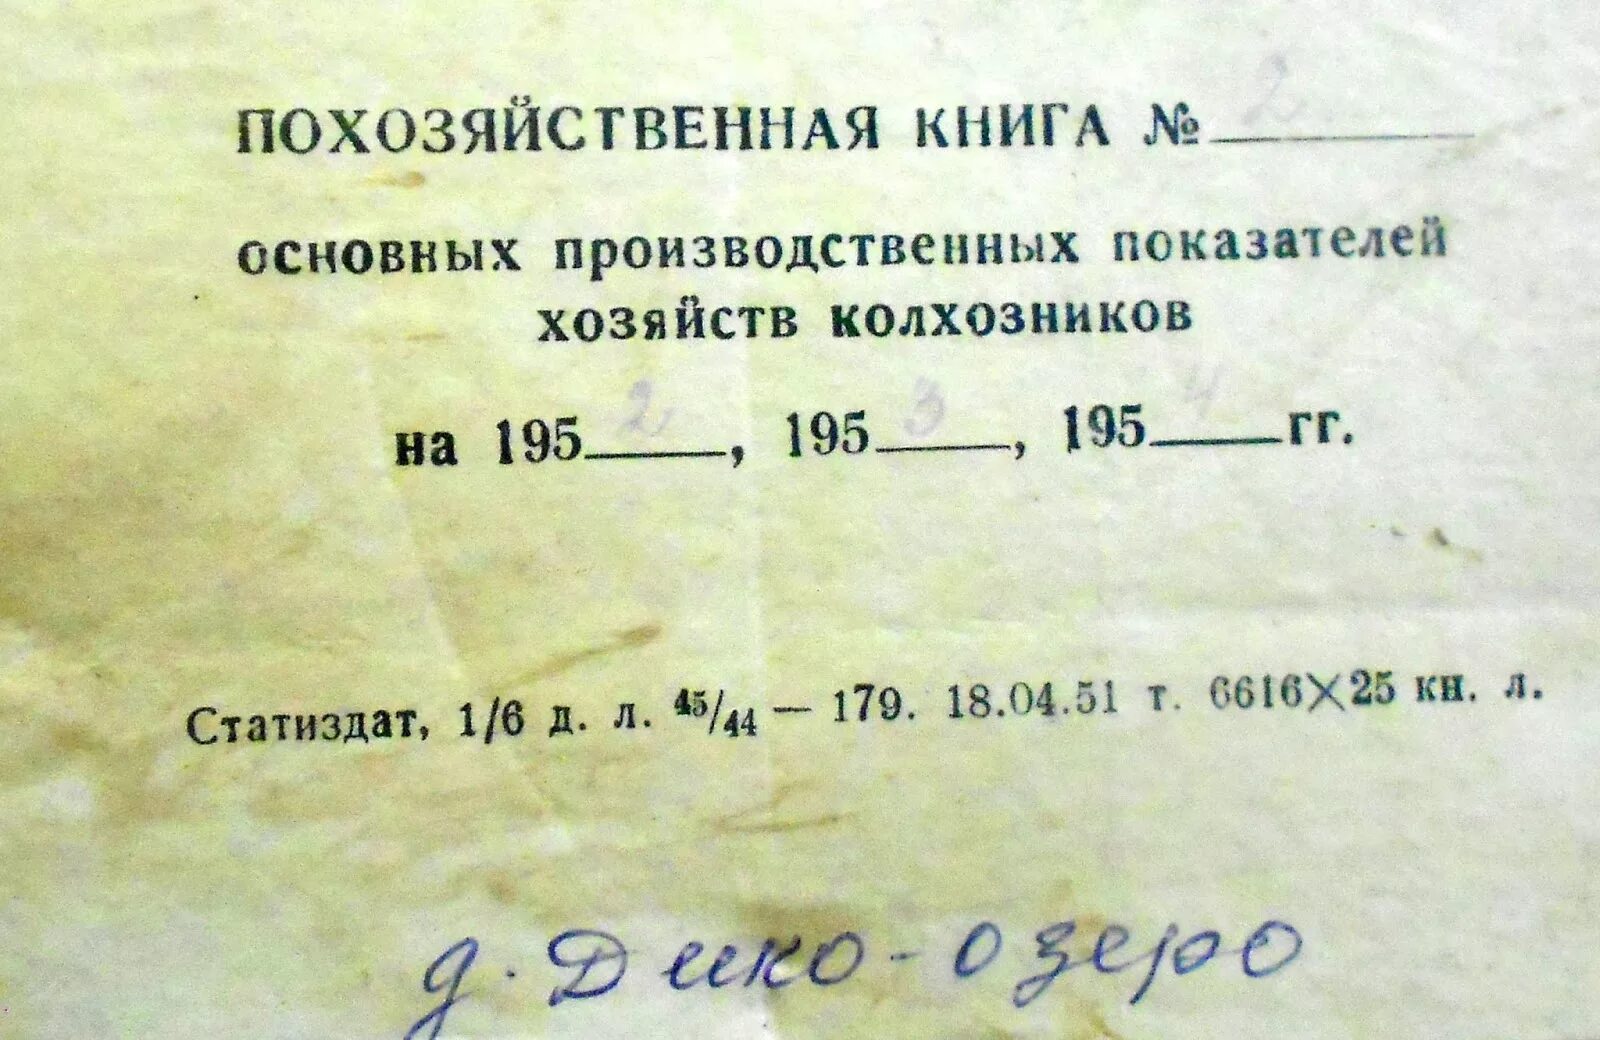 ПОХОЗЯЙСТВЕННАЯ КНИГА № 2
основных производственных показателей
хозяйств колхозников
на 1952, 1953, 1954 гг.
Статиздат, 1/6 д. л. 45/44 — 179. 18.04.51 т. 6616×25 кн. л.
д. Дико-озеро